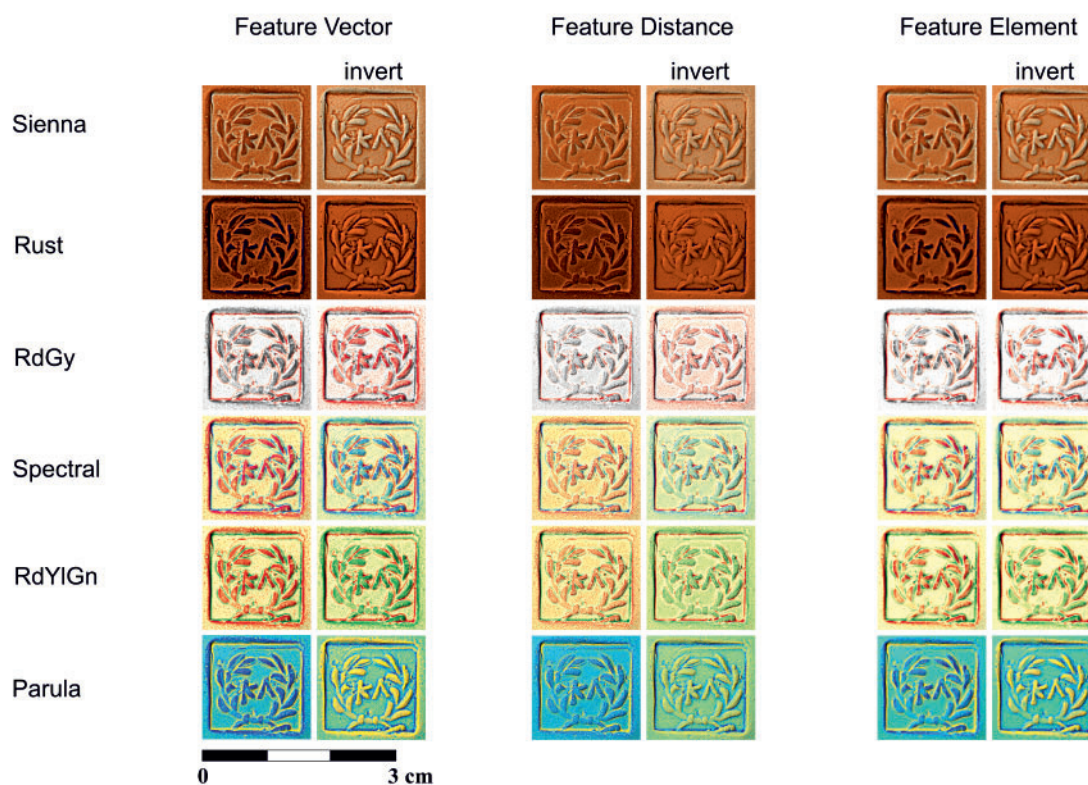 Feature Vector Feature Distance Feature Element
invert invert invert
Sienna
Rust
RdGy
Spectral
RdYlGn
Parula
0 3 cm